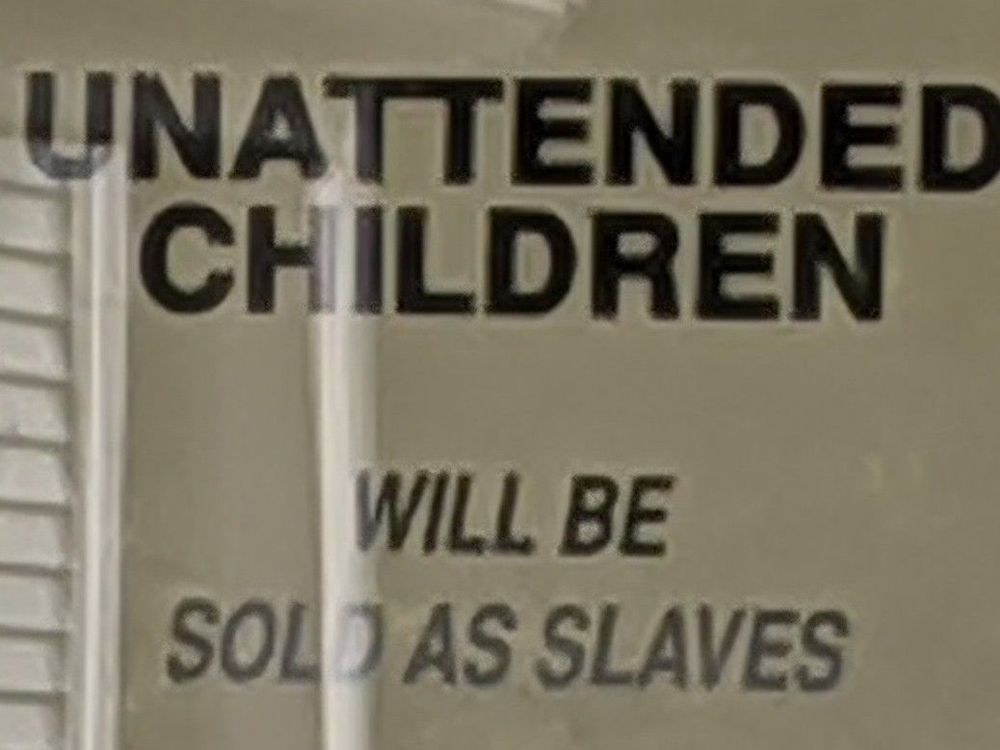 UNATTENDED
CHILDREN
WILL BE
SOLD AS SLAVES